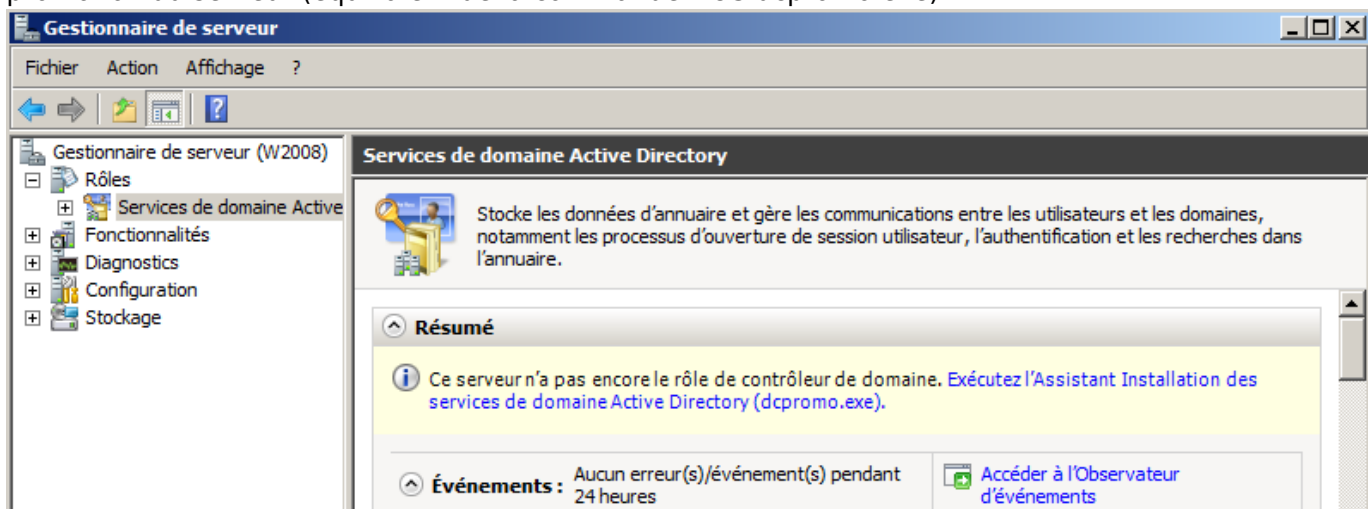 Gestionnaire de serveur
Fichier Action Affichage ?
Gestionnaire de serveur (W2008)
Rôles
Services de domaine Active
Fonctionnalités
Diagnostics
Configuration
Stockage
Services de domaine Active Directory
Stocke les données d’annuaire et gère les communications entre les utilisateurs et les domaines,
notamment les processus d’ouverture de session utilisateur, l’authentification et les recherches dans
l’annuaire.
Résumé
Ce serveur n’a pas encore le rôle de contrôleur de domaine. Exécutez l’Assistant Installation des
services de domaine Active Directory (dcpromo.exe).
Événements : Aucun erreur(s)/événement(s) pendant
24 heures
Accéder à l’Observateur
d’événements